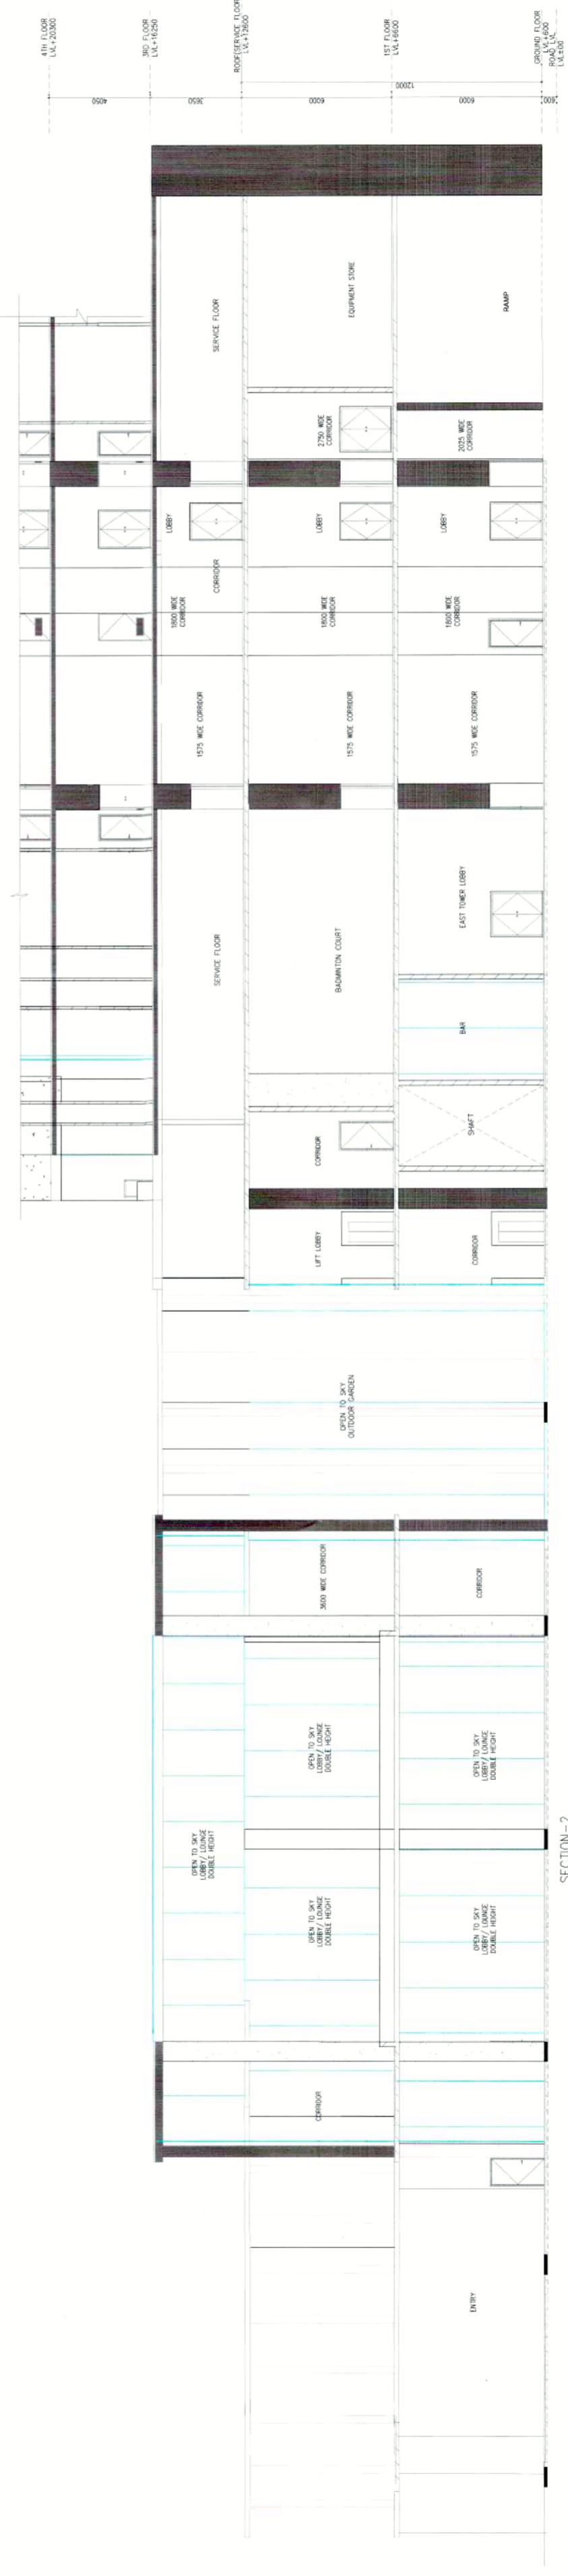 4TH FLOOR
LVL+20300
3RD FLOOR
LVL+16250
ROOF/SERVICE FLOOR
LVL+12600
1ST FLOOR
LVL+6600
GROUND FLOOR
LVL+600
ROAD LVL
LVL±00
4050
3650
6000
12000
6000
600
SERVICE FLOOR
EQUIPMENT STORE
RAMP
2750 WIDE
CORRIDOR
2025 WIDE
CORRIDOR
LOBBY
LOBBY
LOBBY
CORRIDOR
1800 WIDE
CORRIDOR
1800 WIDE
CORRIDOR
1800 WIDE
CORRIDOR
1575 WIDE CORRIDOR
1575 WIDE CORRIDOR
1575 WIDE CORRIDOR
SERVICE FLOOR
BADMINTON COURT
EAST TOWER LOBBY
BAR
SHAFT
CORRIDOR
LIFT LOBBY
CORRIDOR
OPEN TO SKY
OUTDOOR GARDEN
3600 WIDE CORRIDOR
CORRIDOR
OPEN TO SKY
LOBBY/ LOUNGE
DOUBLE HEIGHT
OPEN TO SKY
LOBBY/ LOUNGE
DOUBLE HEIGHT
OPEN TO SKY
LOBBY/ LOUNGE
DOUBLE HEIGHT
OPEN TO SKY
LOBBY/ LOUNGE
DOUBLE HEIGHT
OPEN TO SKY
LOBBY/ LOUNGE
DOUBLE HEIGHT
CORRIDOR
ENTRY
SECTION-2